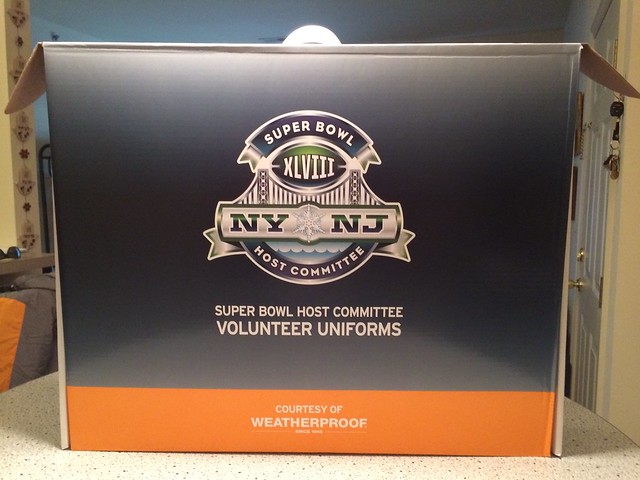 SUPER BOWL
XLVIII
NY NJ
HOST COMMITTEE
SUPER BOWL HOST COMMITTEE
VOLUNTEER UNIFORMS
COURTESY OF
WEATHERPROOF
SINCE 1948